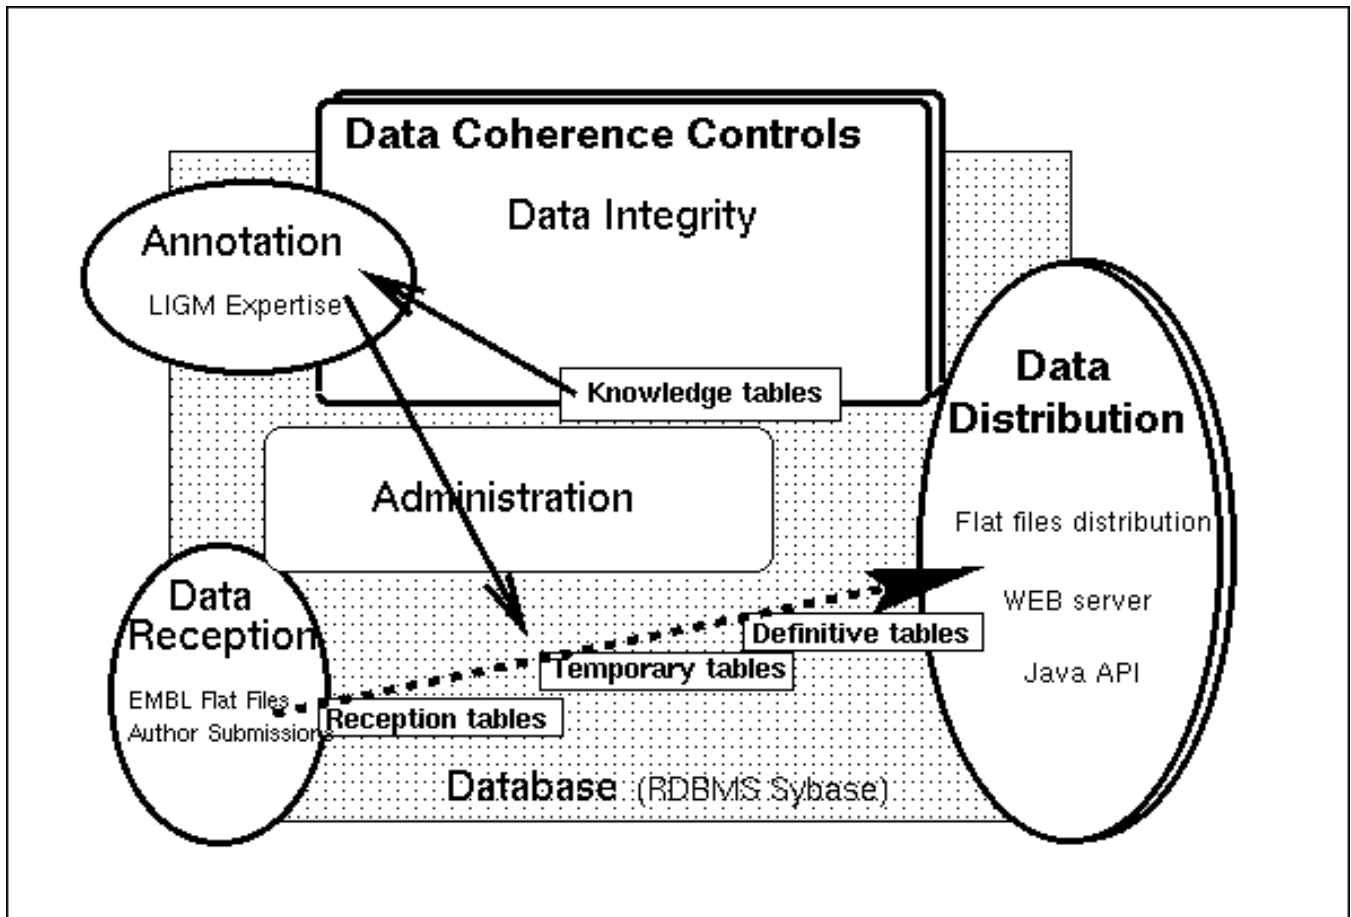 Data Coherence Controls
Data Integrity
Annotation
LIGM Expertise
Knowledge tables
Data
Distribution
Administration
Flat files distribution
WEB server
Java API
Data
Reception
EMBL Flat Files
Author Submissions
Definitive tables
Temporary tables
Reception tables
Database (RDBMS Sybase)